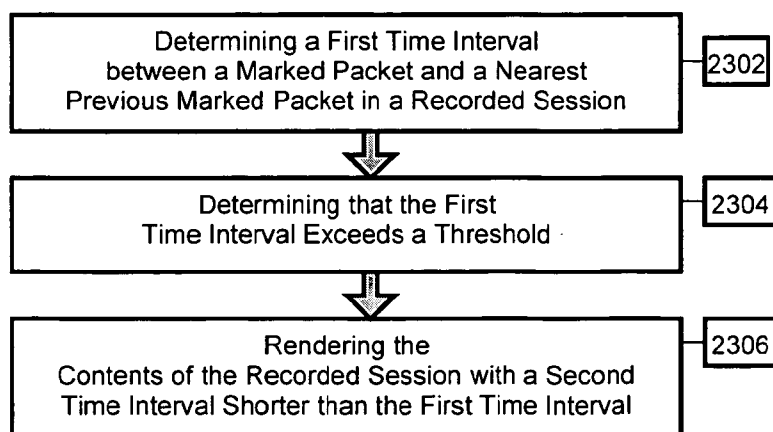 Determining a First Time Interval
between a Marked Packet and a Nearest
Previous Marked Packet in a Recorded Session
2302
Determining that the First
Time Interval Exceeds a Threshold
2304
Rendering the
Contents of the Recorded Session with a Second
Time Interval Shorter than the First Time Interval
2306